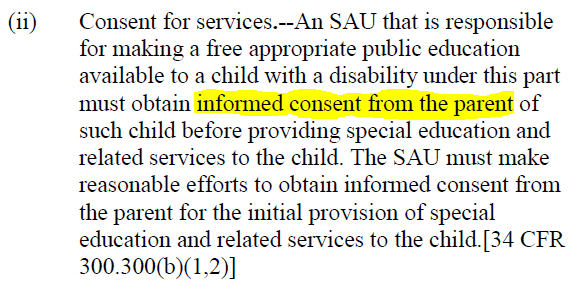 (ii) Consent for services.--An SAU that is responsible
for making a free appropriate public education
available to a child with a disability under this part
must obtain informed consent from the parent of
such child before providing special education and
related services to the child. The SAU must make
reasonable efforts to obtain informed consent from
the parent for the initial provision of special
education and related services to the child.[34 CFR
300.300(b)(1,2)]